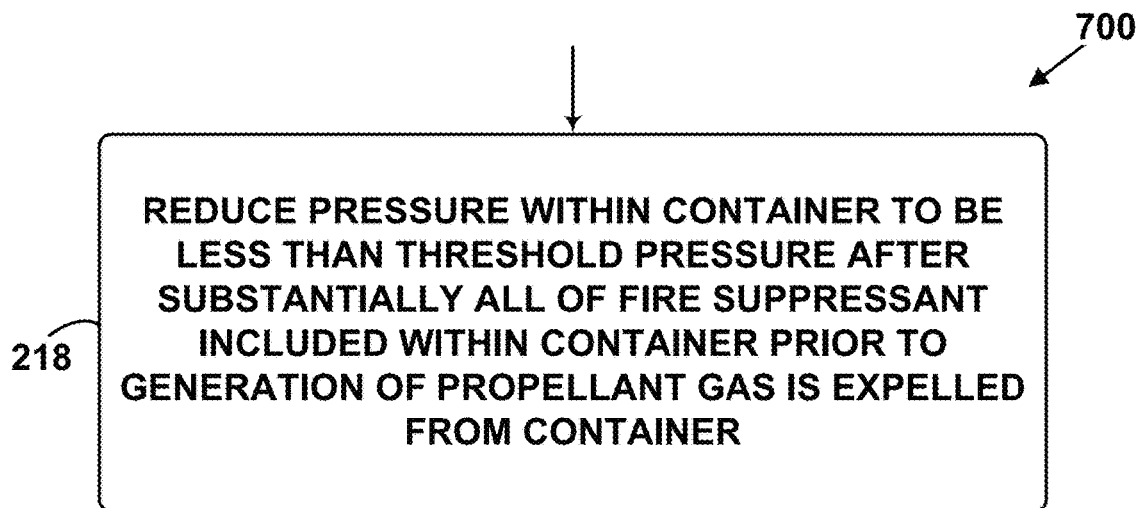 700
REDUCE PRESSURE WITHIN CONTAINER TO BE
LESS THAN THRESHOLD PRESSURE AFTER
SUBSTANTIALLY ALL OF FIRE SUPPRESSANT
INCLUDED WITHIN CONTAINER PRIOR TO
GENERATION OF PROPELLANT GAS IS EXPELLED
FROM CONTAINER
218